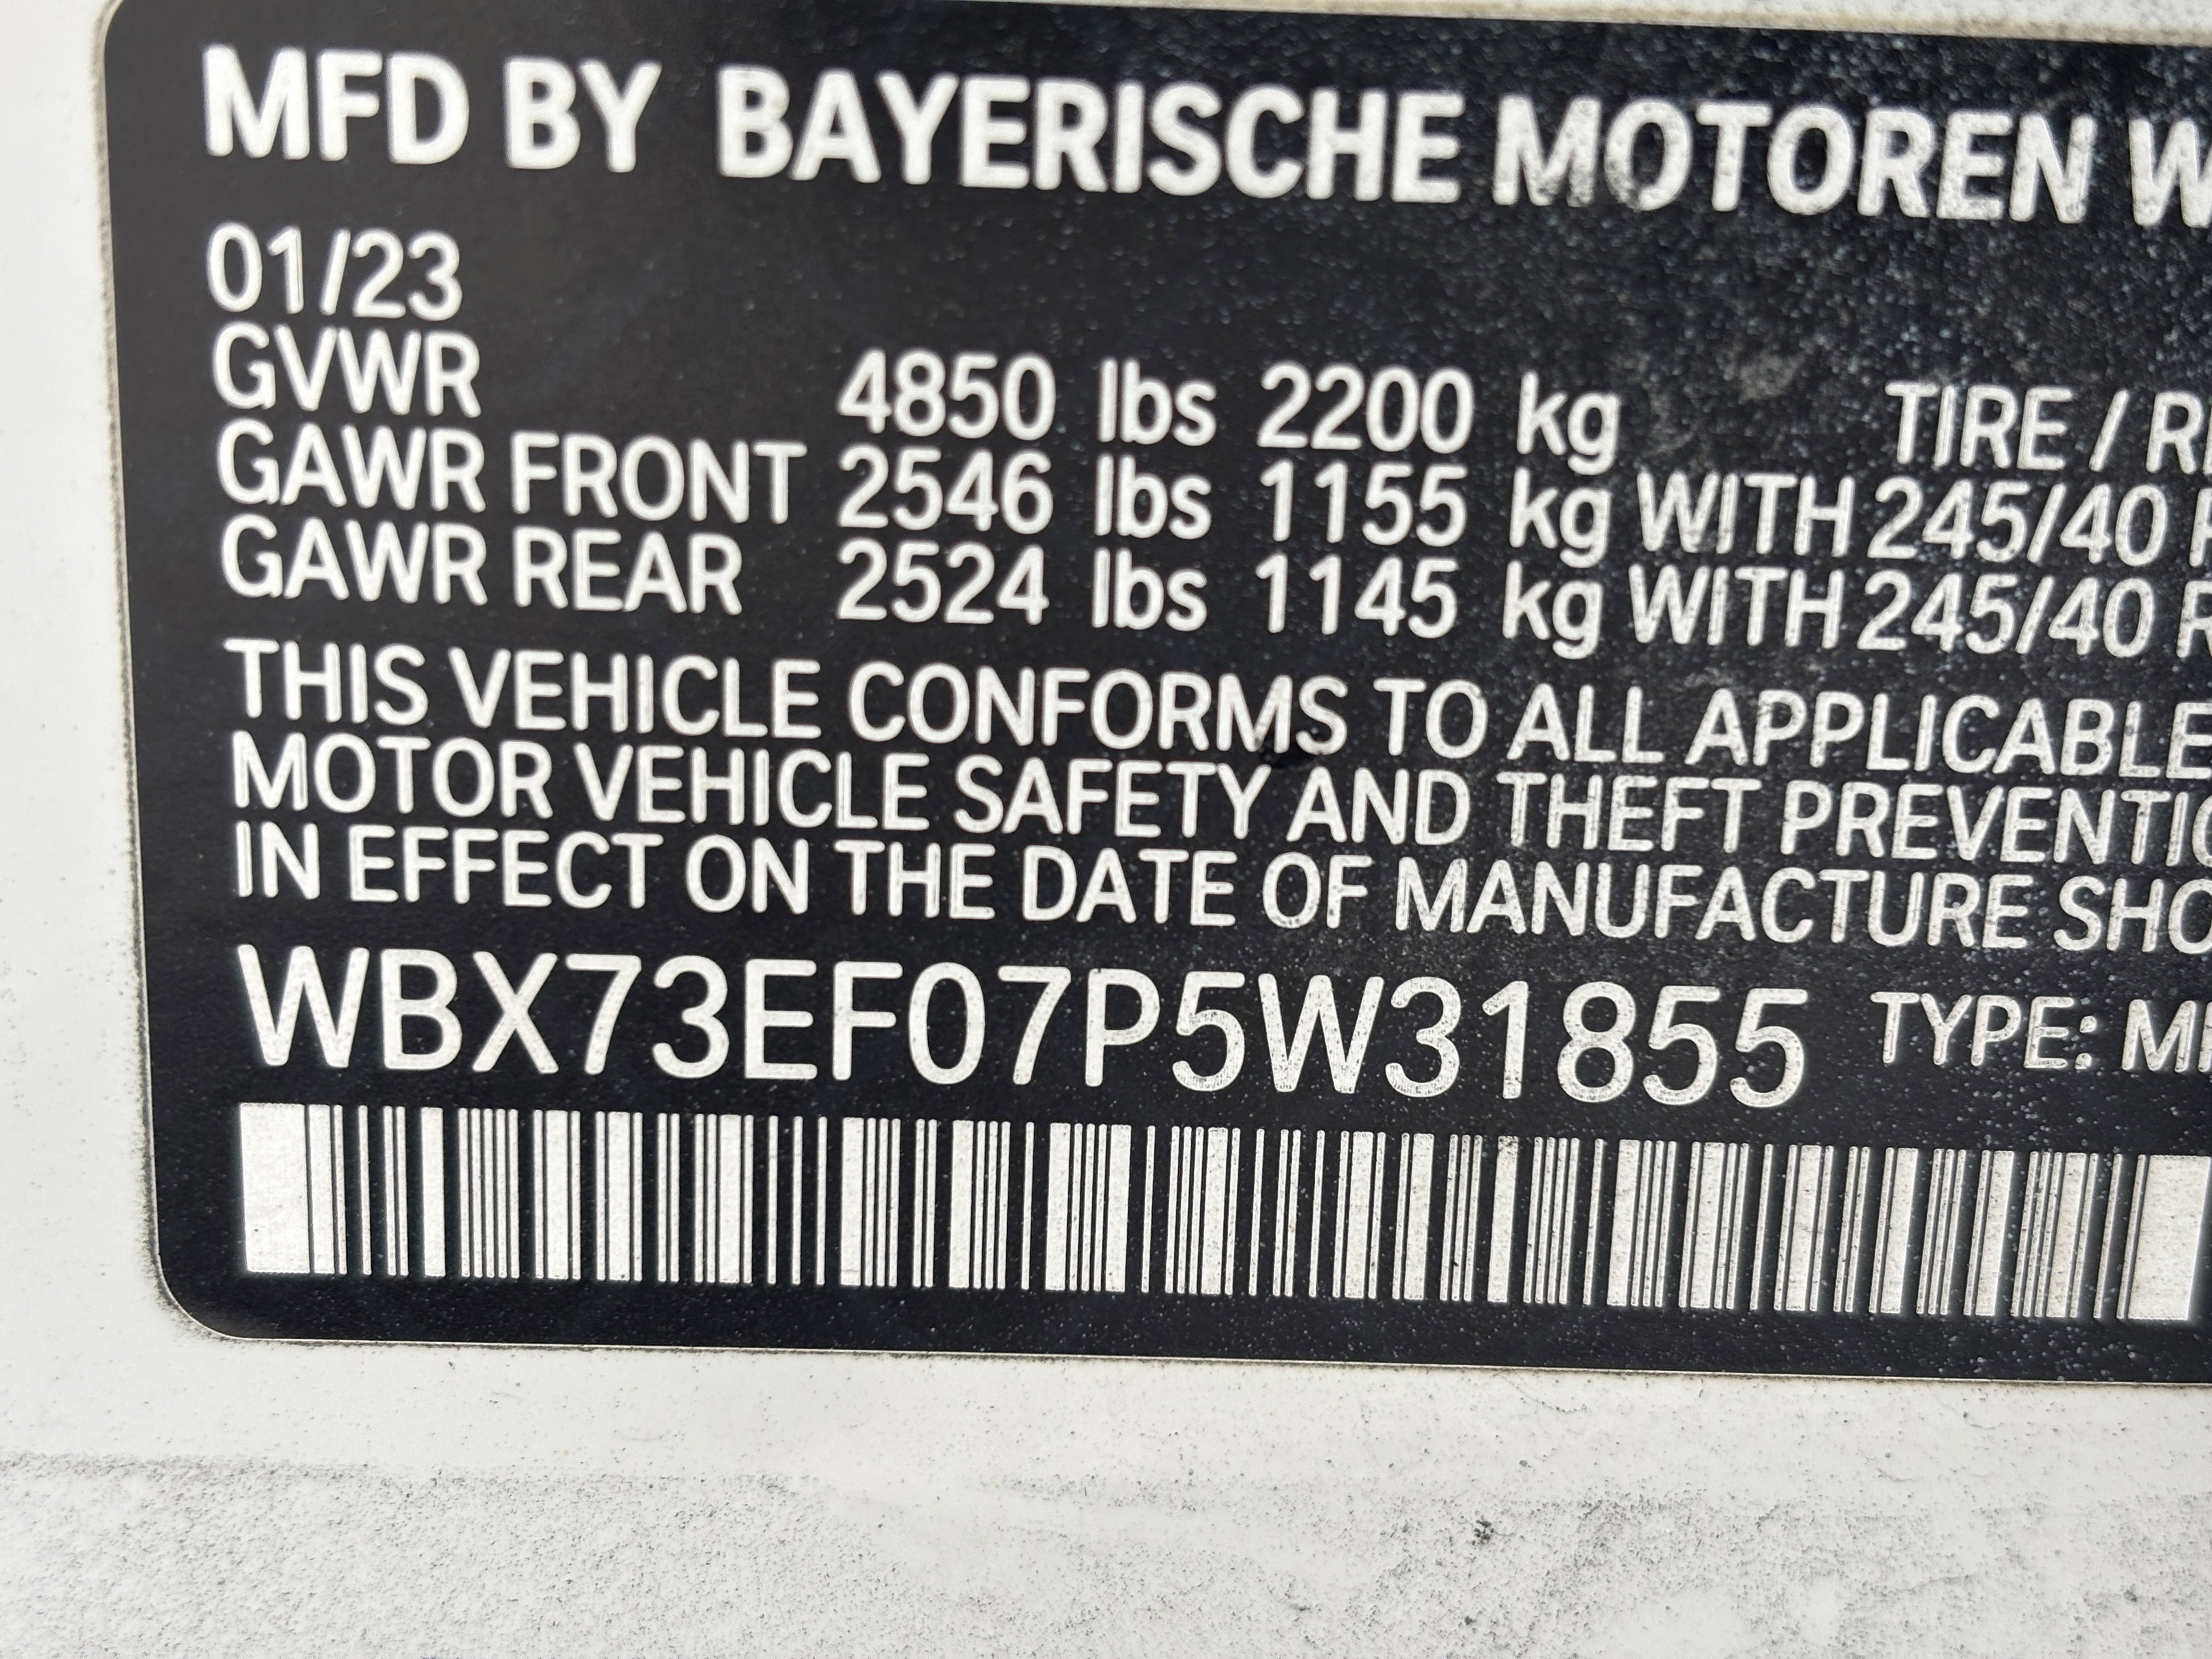 MFD BY BAYERISCHE MOTOREN W
01/23
GVWR 4850 lbs 2200 kg TIRE / R
GAWR FRONT 2546 lbs 1155 kg WITH 245/40
GAWR REAR 2524 lbs 1145 kg WITH 245/40
THIS VEHICLE CONFORMS TO ALL APPLICABLE
MOTOR VEHICLE SAFETY AND THEFT PREVENTI
IN EFFECT ON THE DATE OF MANUFACTURE SHO
WBX73EF07P5W31855 TYPE: M